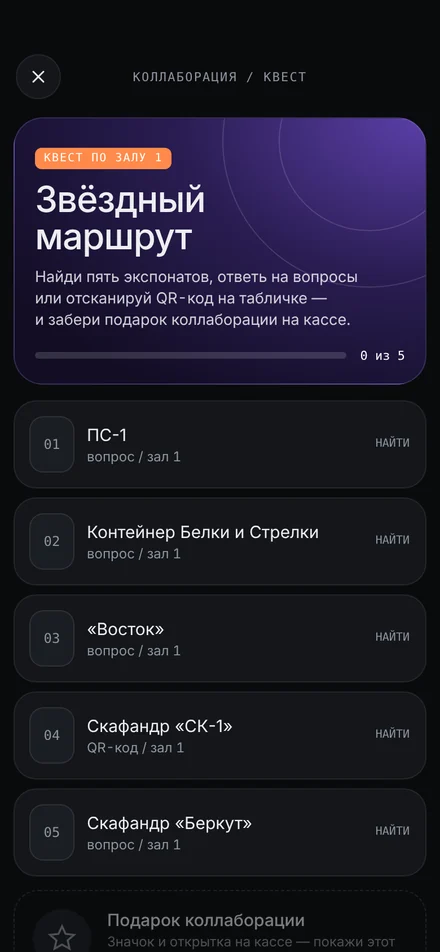 КОЛЛАБОРАЦИЯ / КВЕСТ
КВЕСТ ПО ЗАЛУ 1
Звёздный
маршрут
Найди пять экспонатов, ответь на вопросы
или отсканируй QR-код на табличке —
и забери подарок коллаборации на кассе.
0 из 5
01
ПС-1
вопрос / зал 1
НАЙТИ
02
Контейнер Белки и Стрелки
вопрос / зал 1
НАЙТИ
03
«Восток»
вопрос / зал 1
НАЙТИ
04
Скафандр «СК-1»
QR-код / зал 1
НАЙТИ
05
Скафандр «Беркут»
вопрос / зал 1
НАЙТИ
Подарок коллаборации
Значок и открытка на кассе — покажи этот